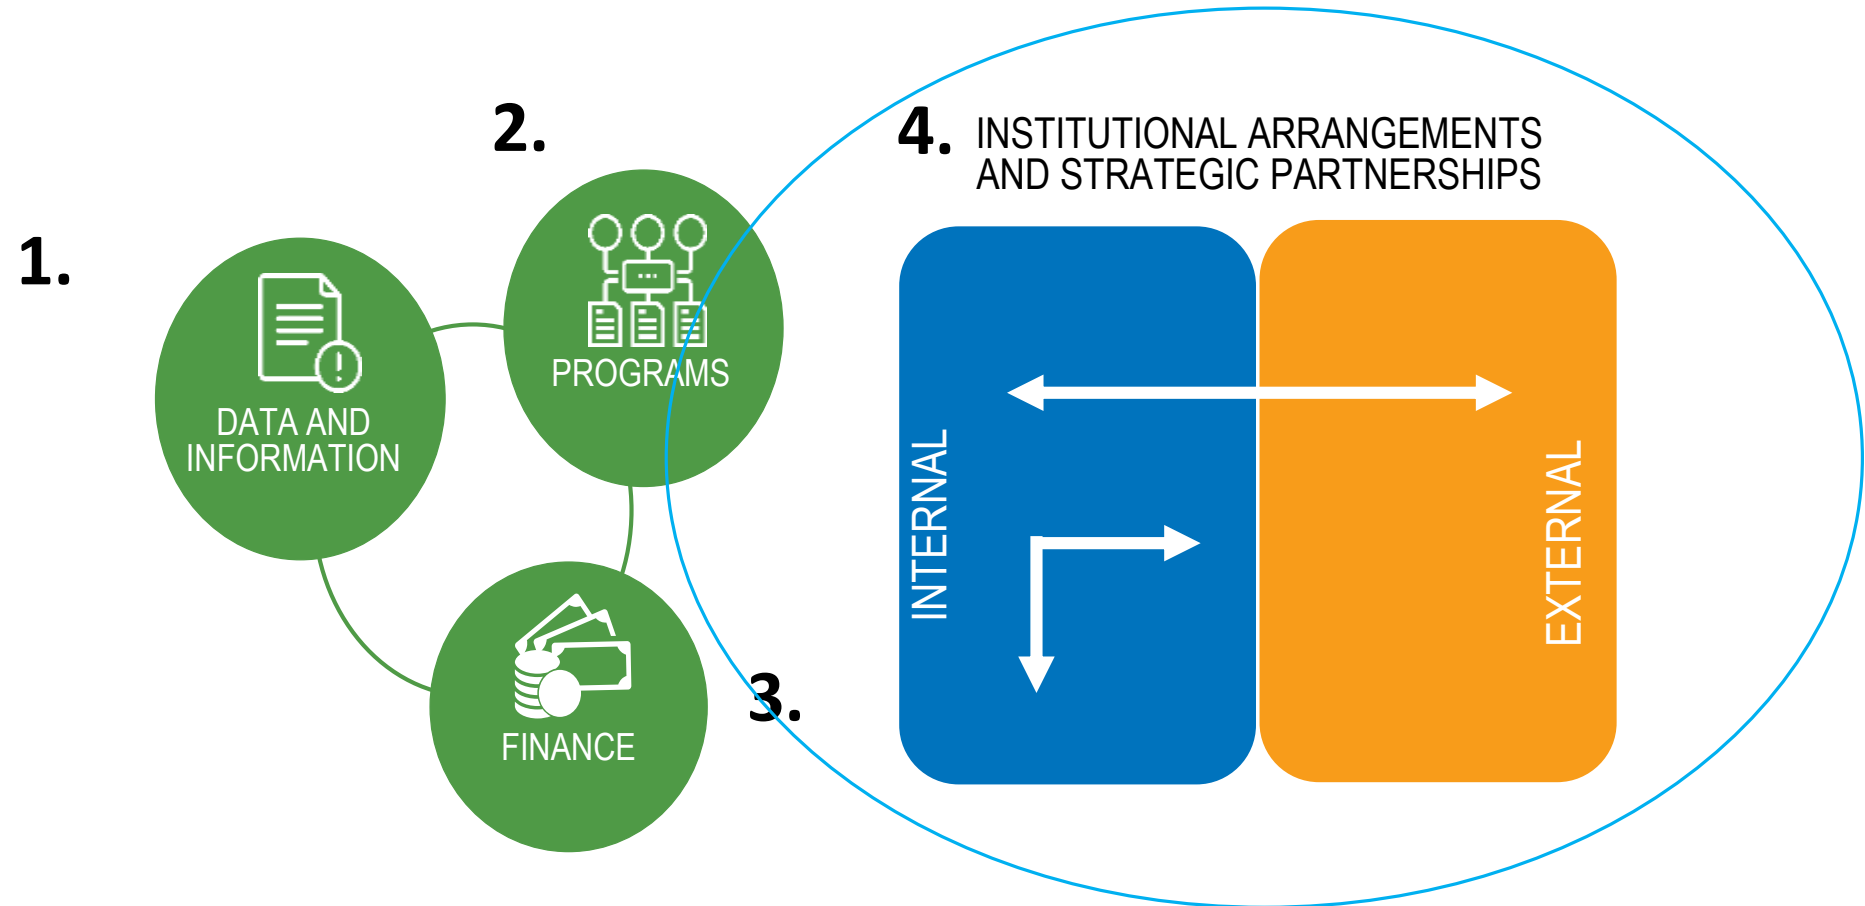 1.
DATA AND
INFORMATION
2.
PROGRAMS
3.
FINANCE
4. INSTITUTIONAL ARRANGEMENTS
AND STRATEGIC PARTNERSHIPS
INTERNAL
EXTERNAL